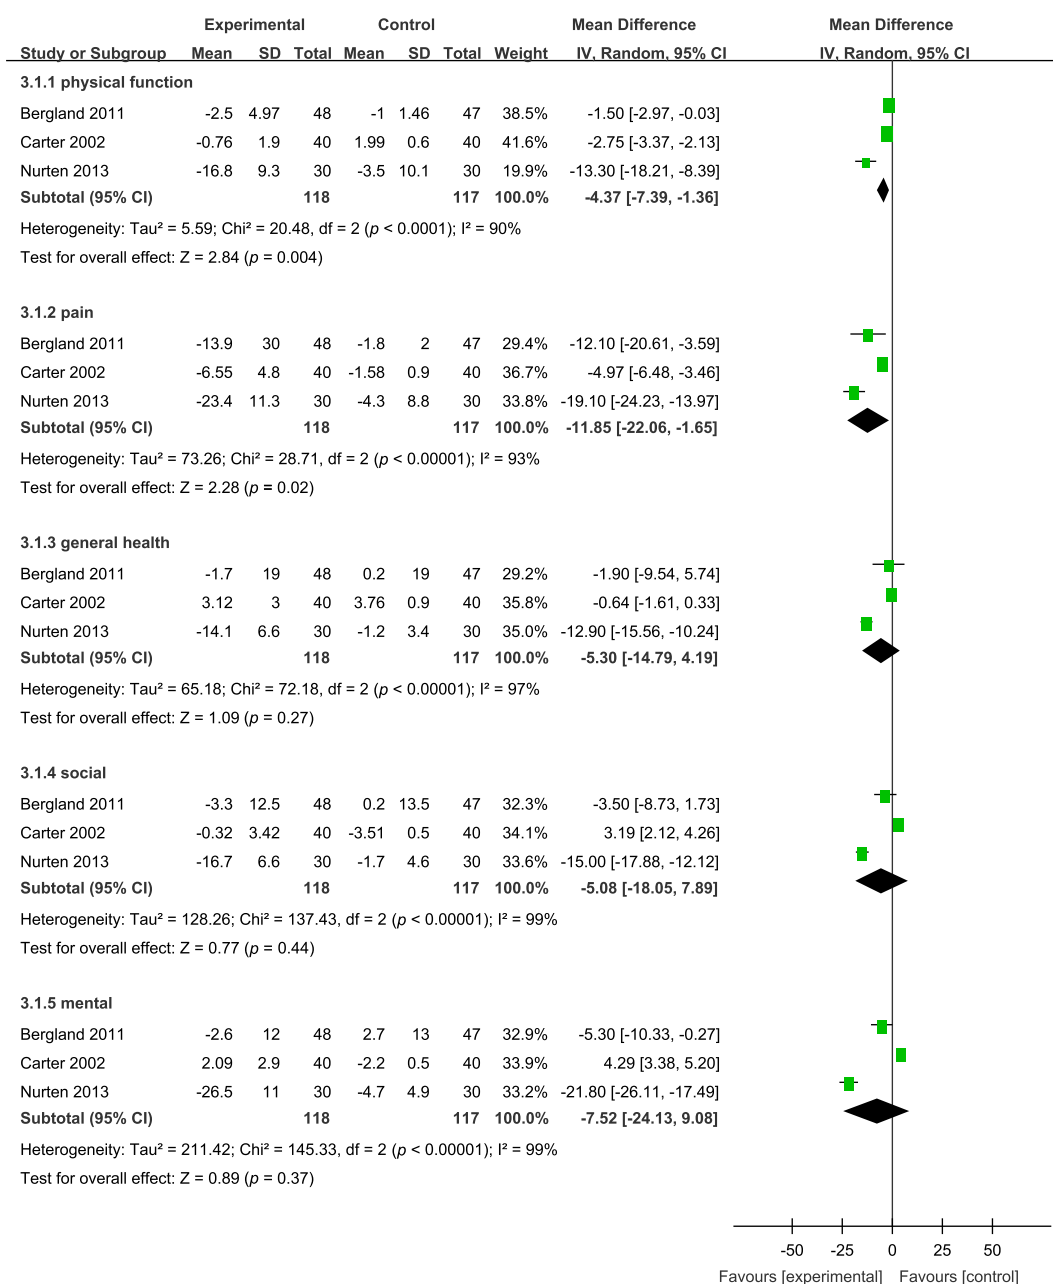 Experimental Control Mean Difference Mean Difference
Study or Subgroup Mean SD Total Mean SD Total Weight IV, Random, 95% CI IV, Random, 95% CI
3.1.1 physical function
Bergland 2011 -2.5 4.97 48 -1 1.46 47 38.5% -1.50 [-2.97, -0.03]
Carter 2002 -0.76 1.9 40 1.99 0.6 40 41.6% -2.75 [-3.37, -2.13]
Nurten 2013 -16.8 9.3 30 -3.5 10.1 30 19.9% -13.30 [-18.21, -8.39]
Subtotal (95% CI) 118 117 100.0% -4.37 [-7.39, -1.36]
Heterogeneity: Tau² = 5.59; Chi² = 20.48, df = 2 (p < 0.0001); I² = 90%
Test for overall effect: Z = 2.84 (p = 0.004)
3.1.2 pain
Bergland 2011 -13.9 30 48 -1.8 2 47 29.4% -12.10 [-20.61, -3.59]
Carter 2002 -6.55 4.8 40 -1.58 0.9 40 36.7% -4.97 [-6.48, -3.46]
Nurten 2013 -23.4 11.3 30 -4.3 8.8 30 33.8% -19.10 [-24.23, -13.97]
Subtotal (95% CI) 118 117 100.0% -11.85 [-22.06, -1.65]
Heterogeneity: Tau² = 73.26; Chi² = 28.71, df = 2 (p < 0.00001); I² = 93%
Test for overall effect: Z = 2.28 (p = 0.02)
3.1.3 general health
Bergland 2011 -1.7 19 48 0.2 19 47 29.2% -1.90 [-9.54, 5.74]
Carter 2002 3.12 3 40 3.76 0.9 40 35.8% -0.64 [-1.61, 0.33]
Nurten 2013 -14.1 6.6 30 -1.2 3.4 30 35.0% -12.90 [-15.56, -10.24]
Subtotal (95% CI) 118 117 100.0% -5.30 [-14.79, 4.19]
Heterogeneity: Tau² = 65.18; Chi² = 72.18, df = 2 (p < 0.00001); I² = 97%
Test for overall effect: Z = 1.09 (p = 0.27)
3.1.4 social
Bergland 2011 -3.3 12.5 48 0.2 13.5 47 32.3% -3.50 [-8.73, 1.73]
Carter 2002 -0.32 3.42 40 -3.51 0.5 40 34.1% 3.19 [2.12, 4.26]
Nurten 2013 -16.7 6.6 30 -1.7 4.6 30 33.6% -15.00 [-17.88, -12.12]
Subtotal (95% CI) 118 117 100.0% -5.08 [-18.05, 7.89]
Heterogeneity: Tau² = 128.26; Chi² = 137.43, df = 2 (p < 0.00001); I² = 99%
Test for overall effect: Z = 0.77 (p = 0.44)
3.1.5 mental
Bergland 2011 -2.6 12 48 2.7 13 47 32.9% -5.30 [-10.33, -0.27]
Carter 2002 2.09 2.9 40 -2.2 0.5 40 33.9% 4.29 [3.38, 5.20]
Nurten 2013 -26.5 11 30 -4.7 4.9 30 33.2% -21.80 [-26.11, -17.49]
Subtotal (95% CI) 118 117 100.0% -7.52 [-24.13, 9.08]
Heterogeneity: Tau² = 211.42; Chi² = 145.33, df = 2 (p < 0.00001); I² = 99%
Test for overall effect: Z = 0.89 (p = 0.37)
-50 -25 0 25 50
Favours [experimental] Favours [control]